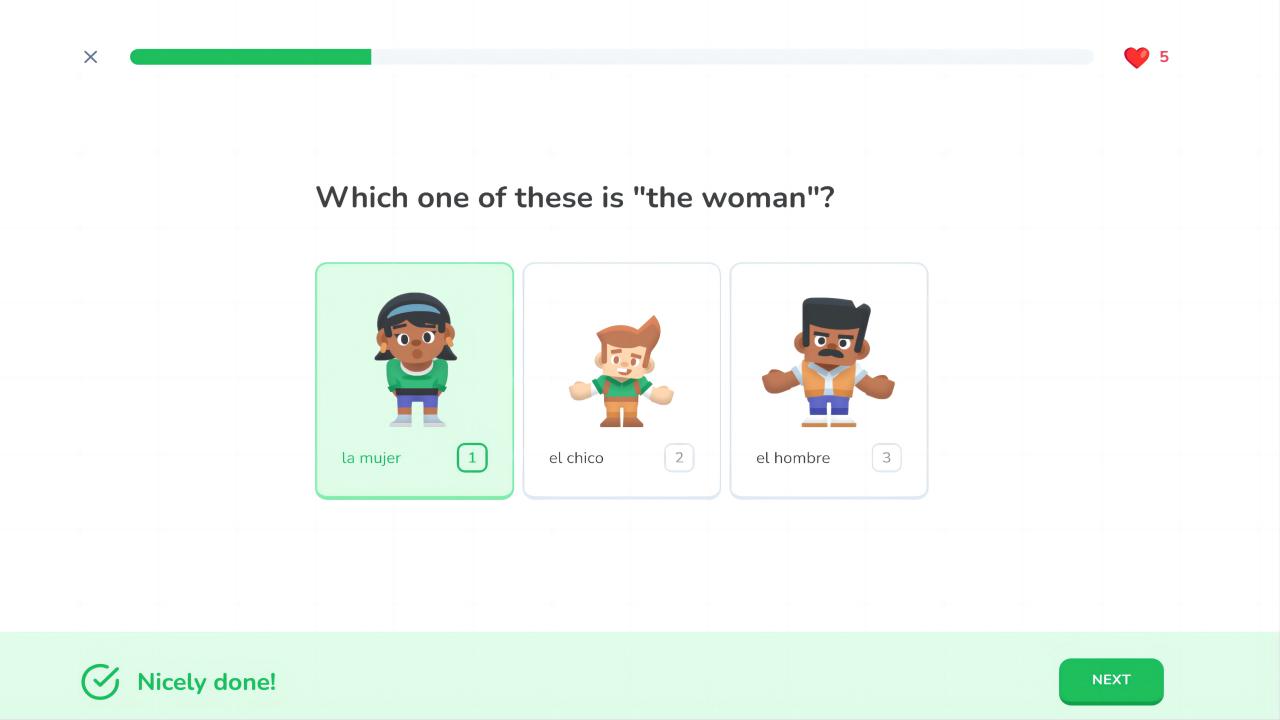 5
Which one of these is "the woman"?
la mujer 1
el chico 2
el hombre 3
Nicely done!
NEXT